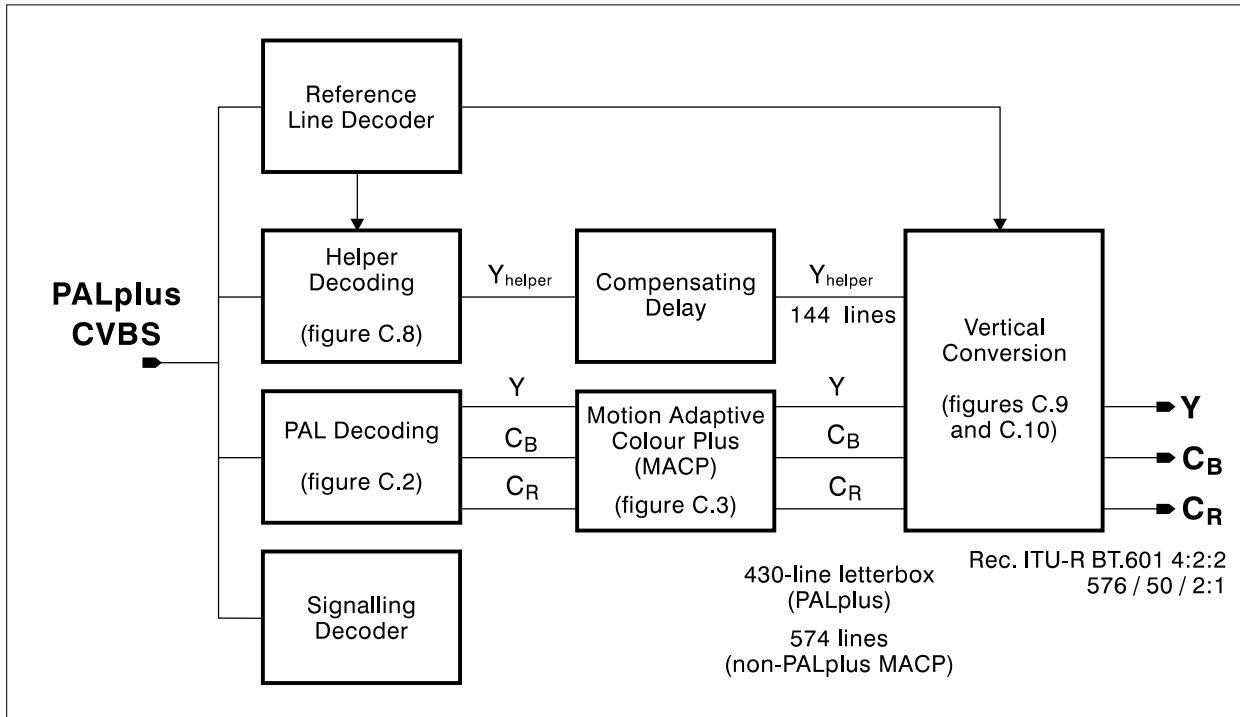 Reference
Line Decoder
Helper
Decoding
(figure C.8)
Yhelper
Compensating
Delay
Yhelper
144 lines
PALplus
CVBS
Vertical
Conversion
(figures C.9
and C.10)
PAL Decoding
(figure C.2)
Y
CB
CR
Motion Adaptive
Colour Plus
(MACP)
(figure C.3)
Y
CB
CR
Y
CB
CR
Rec. ITU-R BT.601 4:2:2
576 / 50 / 2:1
430-line letterbox
(PALplus)
574 lines
(non-PALplus MACP)
Signalling
Decoder